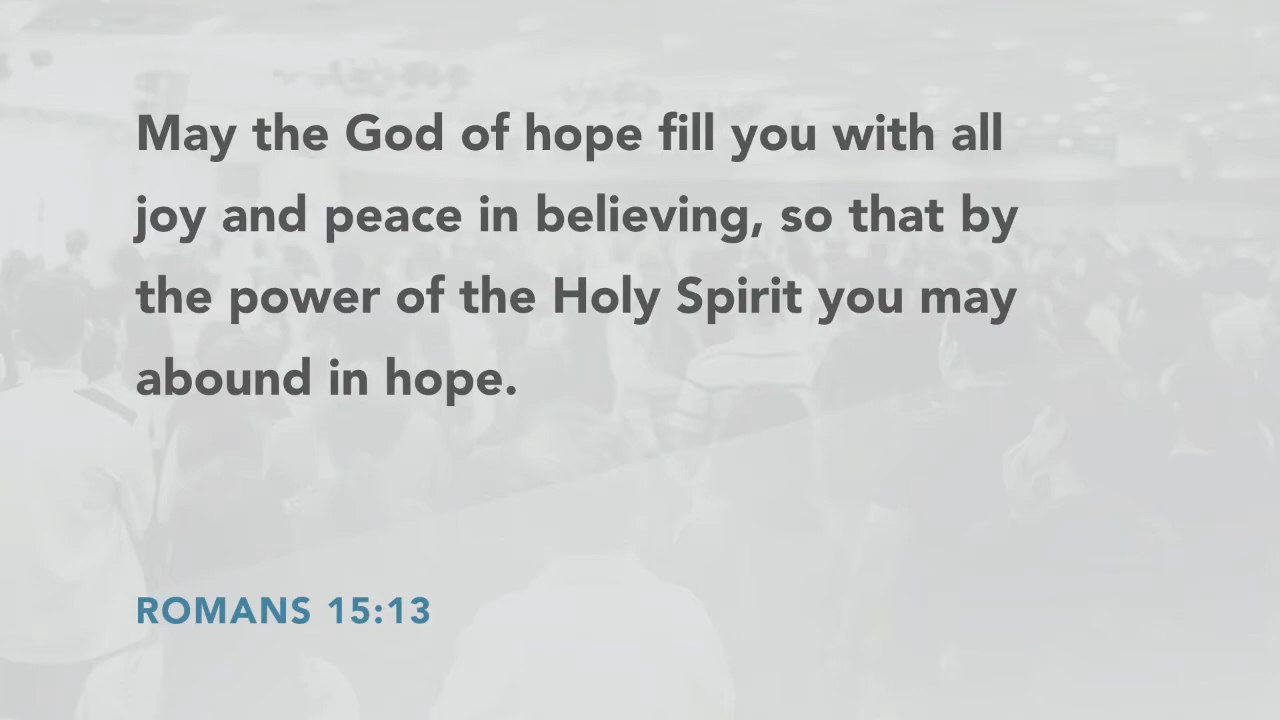 May the God of hope fill you with all
joy and peace in believing, so that by
the power of the Holy Spirit you may
abound in hope.
ROMANS 15:13